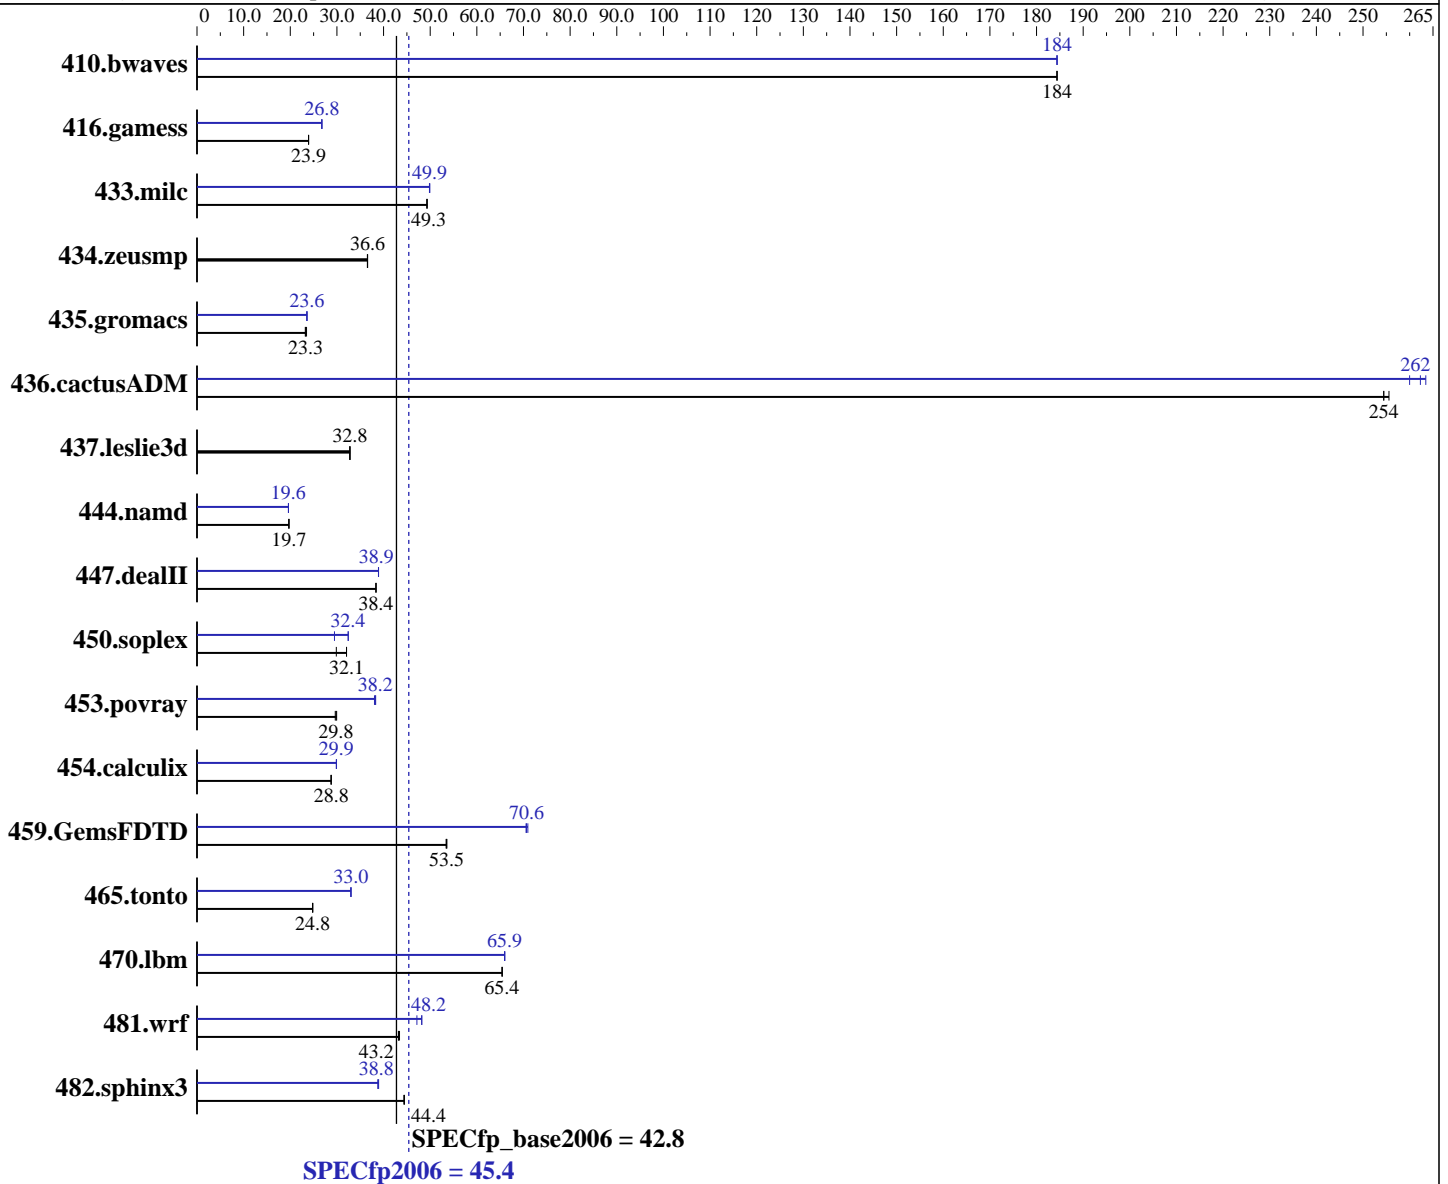 0 10.0 20.0 30.0 40.0 50.0 60.0 70.0 80.0 90.0 100 110 120 130 140 150 160 170 180 190 200 210 220 230 240 250 265
184
410.bwaves
184
26.8
416.gamess
23.9
49.9
433.milc
49.3
36.6
434.zeusmp
23.6
435.gromacs
23.3
262
436.cactusADM
254
32.8
437.leslie3d
19.6
444.namd
19.7
38.9
447.dealII
38.4
32.4
450.soplex
32.1
38.2
453.povray
29.8
29.9
454.calculix
28.8
70.6
459.GemsFDTD
53.5
33.0
465.tonto
24.8
65.9
470.lbm
65.4
48.2
481.wrf
43.2
38.8
482.sphinx3
44.4
SPECfp_base2006 = 42.8
SPECfp2006 = 45.4